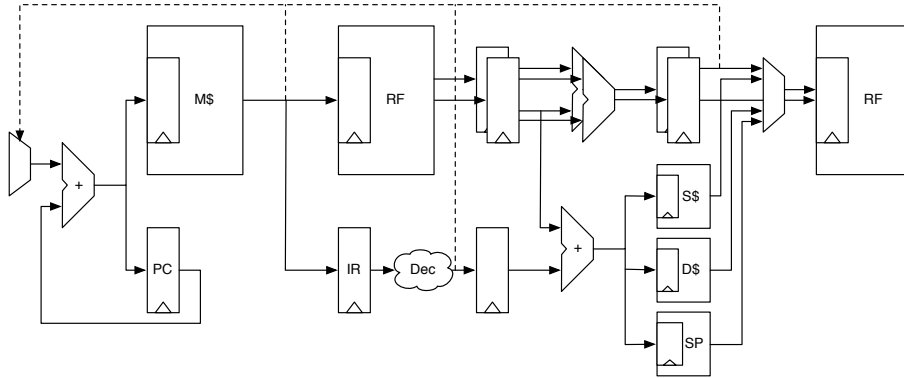 M$
RF
RF
+
S$
PC
IR
Dec
+
D$
SP